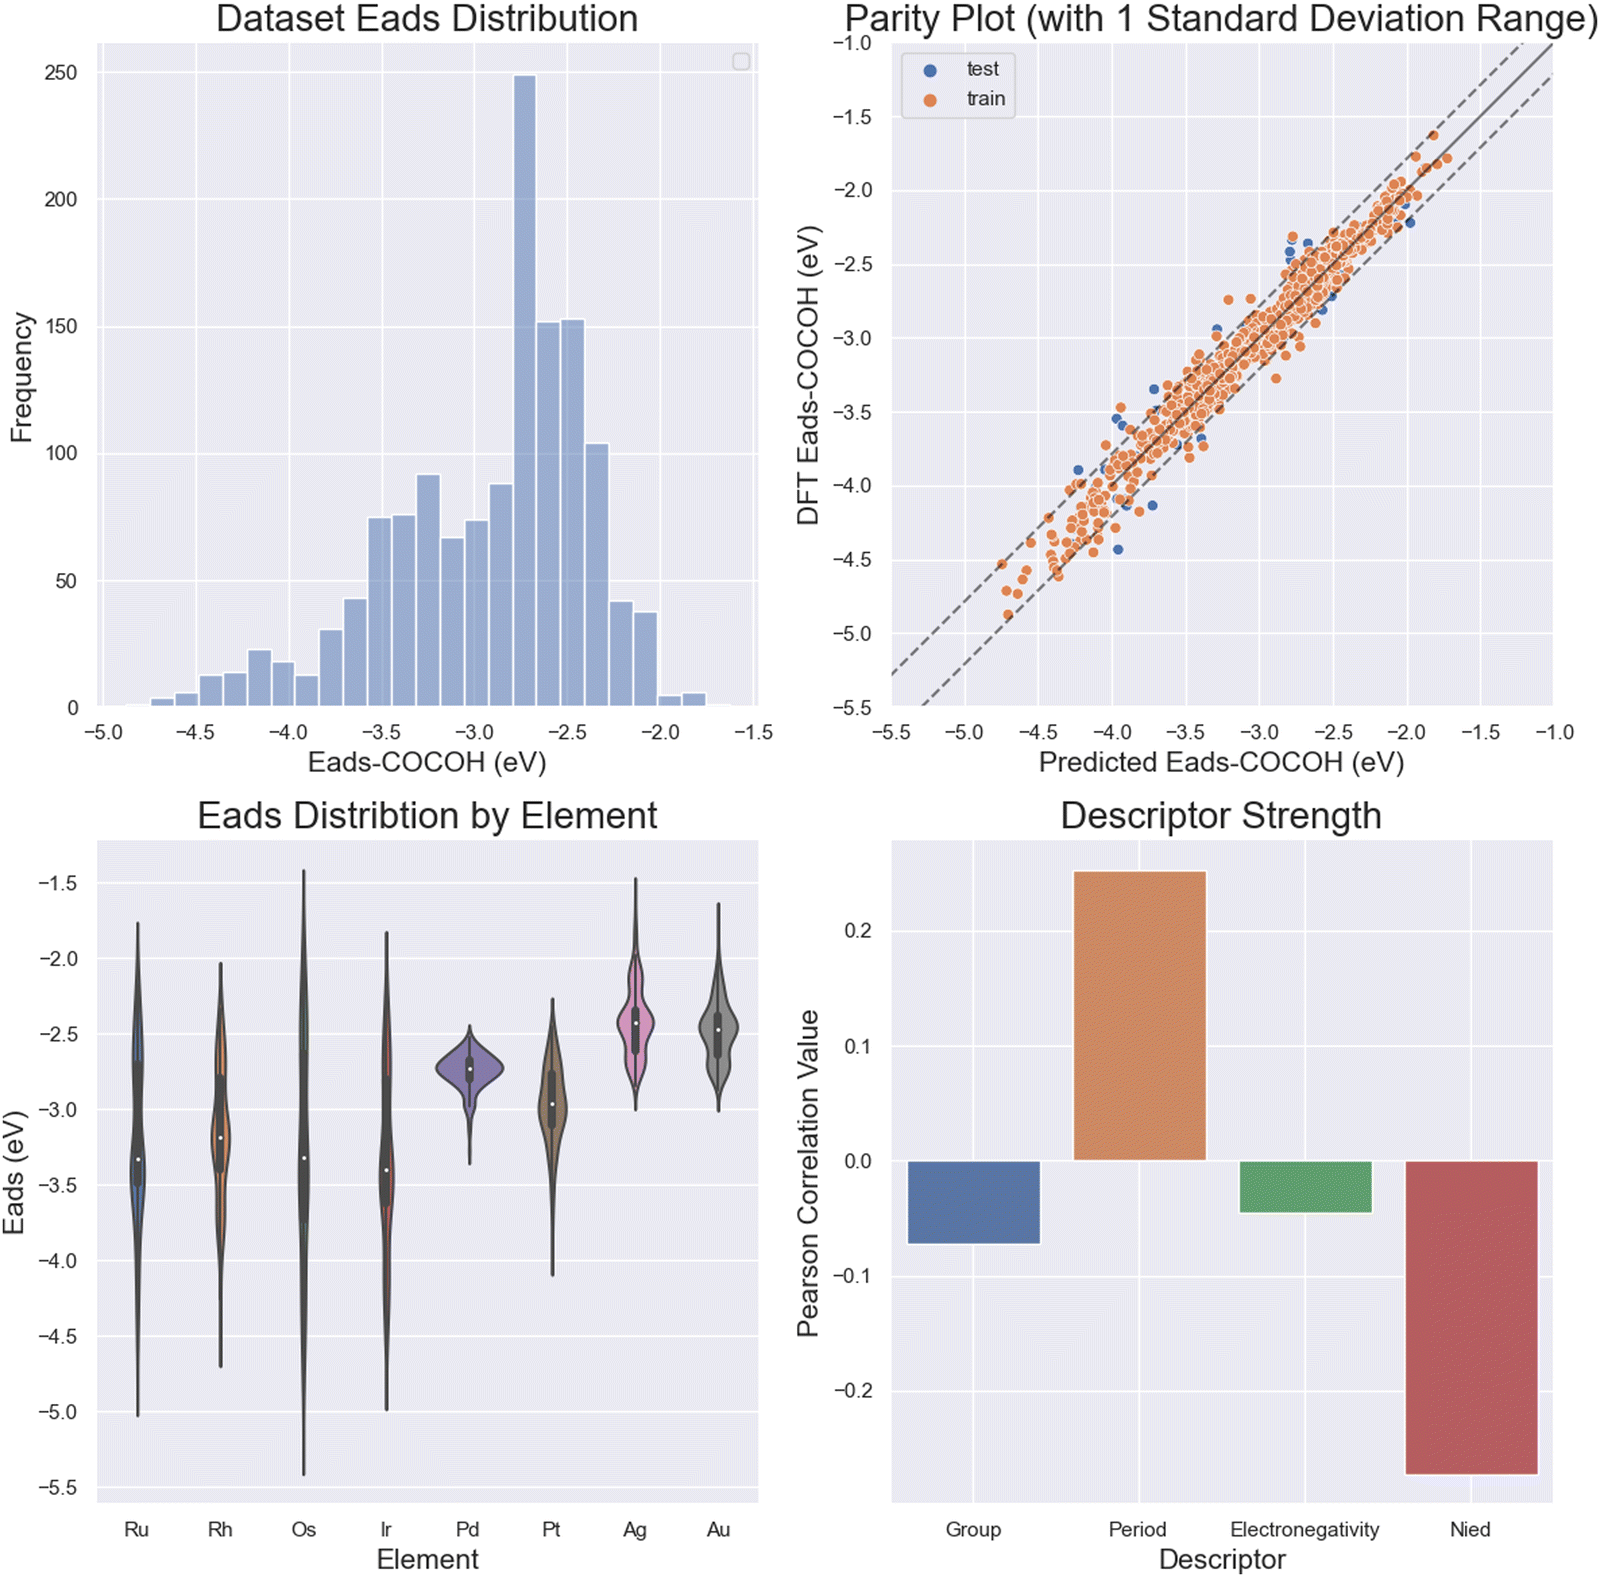 Dataset Eads Distribution
250
200
150
100
50
0
Frequency
−5.0 −4.5 −4.0 −3.5 −3.0 −2.5 −2.0 −1.5
Eads-COCOH (eV)
Parity Plot (with 1 Standard Deviation Range)
test
train
−1.0
−1.5
−2.0
−2.5
−3.0
−3.5
−4.0
−4.5
−5.0
−5.5
DFT Eads-COCOH (eV)
−5.5 −5.0 −4.5 −4.0 −3.5 −3.0 −2.5 −2.0 −1.5 −1.0
Predicted Eads-COCOH (eV)
Eads Distribtion by Element
−1.5
−2.0
−2.5
−3.0
−3.5
−4.0
−4.5
−5.0
−5.5
Eads (eV)
Ru Rh Os Ir Pd Pt Ag Au
Element
Descriptor Strength
0.2
0.1
0.0
−0.1
−0.2
Pearson Correlation Value
Group Period Electronegativity Nied
Descriptor